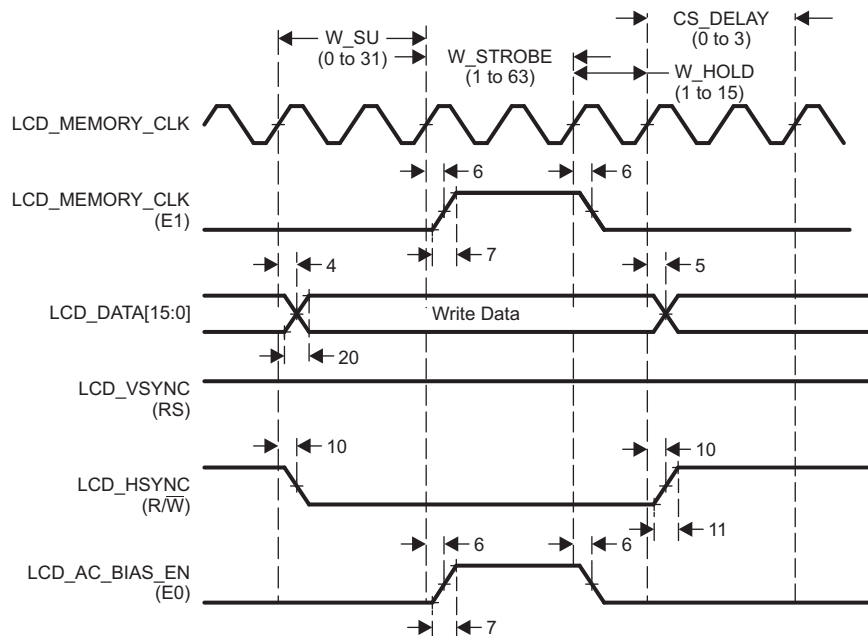 W_SU
(0 to 31)
W_STROBE
(1 to 63)
CS_DELAY
(0 to 3)
W_HOLD
(1 to 15)
LCD_MEMORY_CLK
LCD_MEMORY_CLK
(E1)
6
6
7
LCD_DATA[15:0]
4
5
Write Data
20
LCD_VSYNC
(RS)
LCD_HSYNC
(R/W̅)
10
10
11
LCD_AC_BIAS_EN
(E0)
6
6
7